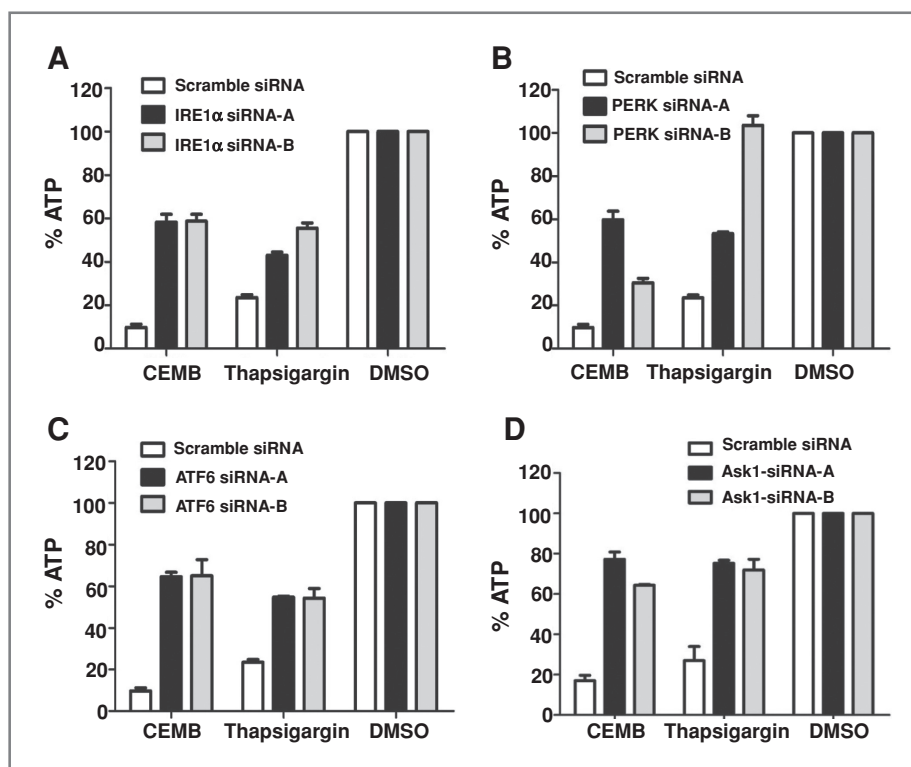 A
Scramble siRNA
IRE1α siRNA-A
IRE1α siRNA-B
% ATP
120
100
80
60
40
20
0
CEMB Thapsigargin DMSO
B
Scramble siRNA
PERK siRNA-A
PERK siRNA-B
% ATP
120
100
80
60
40
20
0
CEMB Thapsigargin DMSO
C
Scramble siRNA
ATF6 siRNA-A
ATF6 siRNA-B
% ATP
120
100
80
60
40
20
0
CEMB Thapsigargin DMSO
D
Scramble siRNA
Ask1-siRNA-A
Ask1-siRNA-B
% ATP
120
100
80
60
40
20
0
CEMB Thapsigargin DMSO